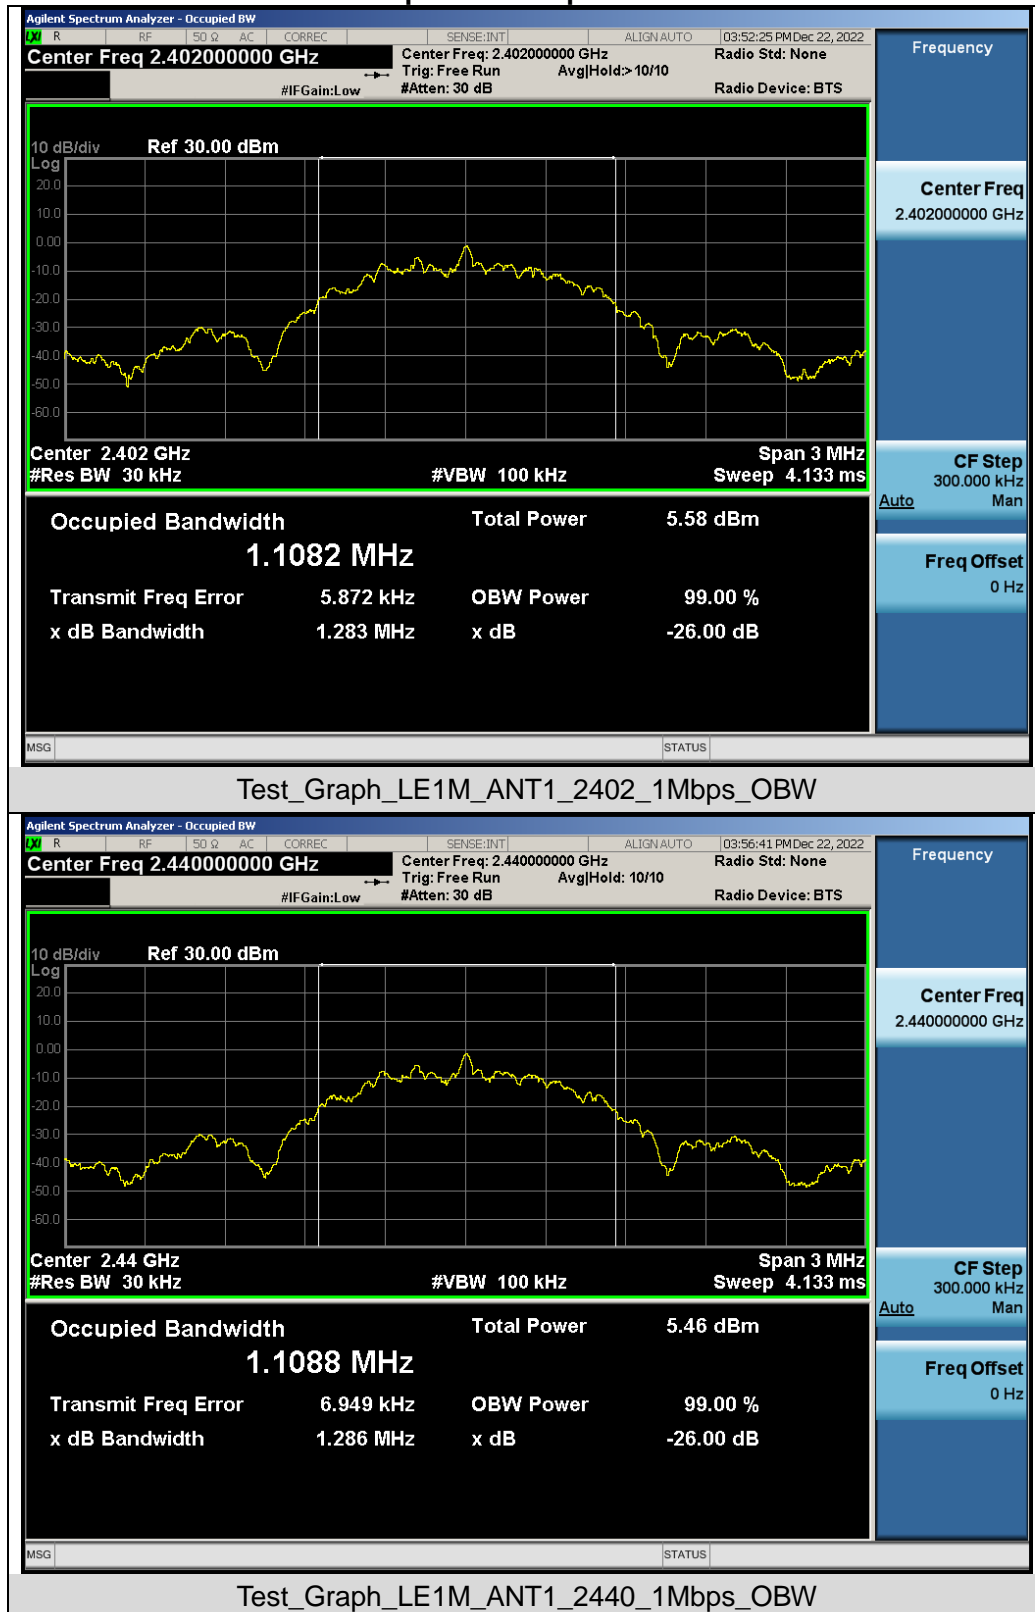 Agilent Spectrum Analyzer - Occupied BW
LXI R RF 50 Ω AC CORREC SENSE:INT ALIGN AUTO 03:52:25 PM Dec 22, 2022
Center Freq 2.402000000 GHz Center Freq: 2.402000000 GHz Radio Std: None
Trig: Free Run Avg|Hold:> 10/10
#IFGain:Low #Atten: 30 dB Radio Device: BTS
Frequency
10 dB/div Ref 30.00 dBm
Log
20.0
10.0
0.00
-10.0
-20.0
-30.0
-40.0
-50.0
-60.0
Center 2.402 GHz Span 3 MHz
#Res BW 30 kHz #VBW 100 kHz Sweep 4.133 ms
Center Freq
2.402000000 GHz
CF Step
300.000 kHz
Auto Man
Freq Offset
0 Hz
Occupied Bandwidth Total Power 5.58 dBm
1.1082 MHz
Transmit Freq Error 5.872 kHz OBW Power 99.00 %
x dB Bandwidth 1.283 MHz x dB -26.00 dB
MSG STATUS
Test_Graph_LE1M_ANT1_2402_1Mbps_OBW
Agilent Spectrum Analyzer - Occupied BW
LXI R RF 50 Ω AC CORREC SENSE:INT ALIGN AUTO 03:56:41 PM Dec 22, 2022
Center Freq 2.440000000 GHz Center Freq: 2.440000000 GHz Radio Std: None
Trig: Free Run Avg|Hold: 10/10
#IFGain:Low #Atten: 30 dB Radio Device: BTS
Frequency
10 dB/div Ref 30.00 dBm
Log
20.0
10.0
0.00
-10.0
-20.0
-30.0
-40.0
-50.0
-60.0
Center 2.44 GHz Span 3 MHz
#Res BW 30 kHz #VBW 100 kHz Sweep 4.133 ms
Center Freq
2.440000000 GHz
CF Step
300.000 kHz
Auto Man
Freq Offset
0 Hz
Occupied Bandwidth Total Power 5.46 dBm
1.1088 MHz
Transmit Freq Error 6.949 kHz OBW Power 99.00 %
x dB Bandwidth 1.286 MHz x dB -26.00 dB
MSG STATUS
Test_Graph_LE1M_ANT1_2440_1Mbps_OBW